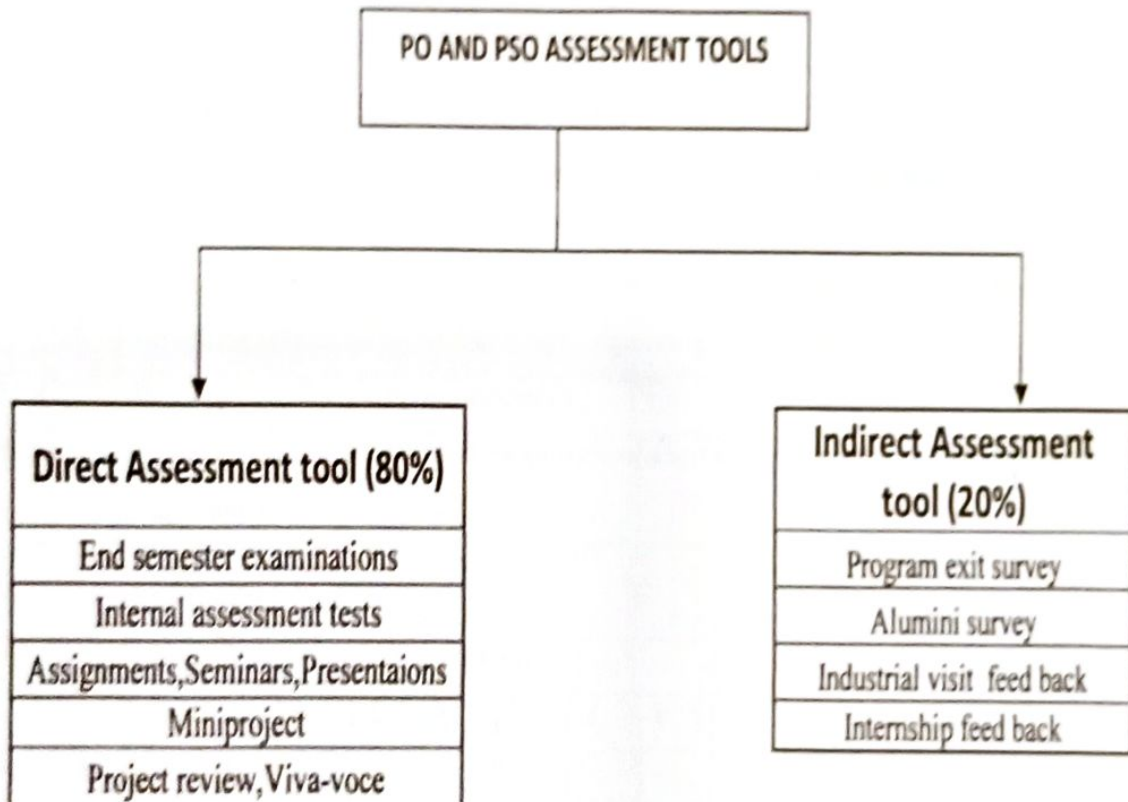 PO AND PSO ASSESSMENT TOOLS
Direct Assessment tool (80%)
End semester examinations
Internal assessment tests
Assignments,Seminars,Presentaions
Miniproject
Project review,Viva-voce
Indirect Assessment
tool (20%)
Program exit survey
Alumini survey
Industrial visit feed back
Internship feed back